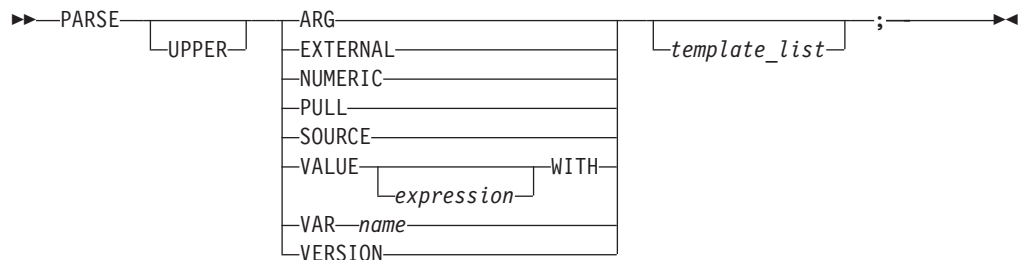 PARSE ARG ;
UPPER EXTERNAL template_list
NUMERIC
PULL
SOURCE
VALUE WITH
expression
VAR name
VERSION